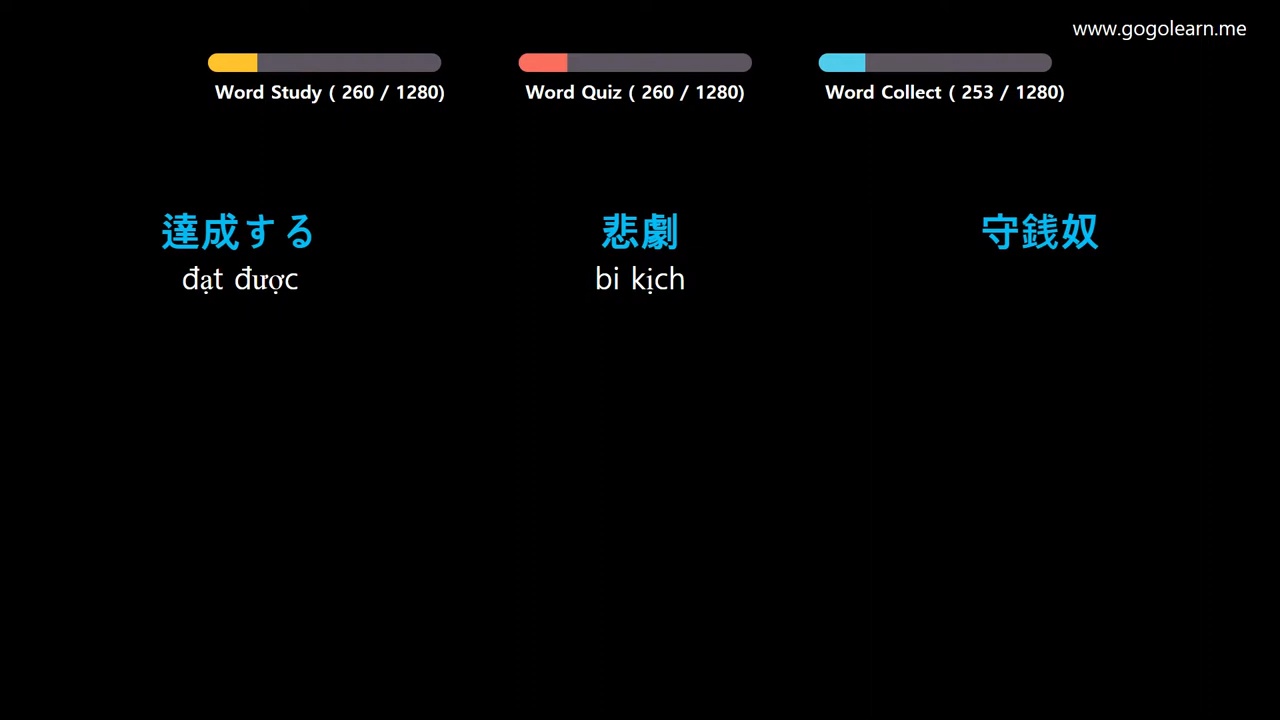 www.gogolearn.me
Word Study ( 260 / 1280)
Word Quiz ( 260 / 1280)
Word Collect ( 253 / 1280)
達成する
đạt được
悲劇
bi kịch
守銭奴